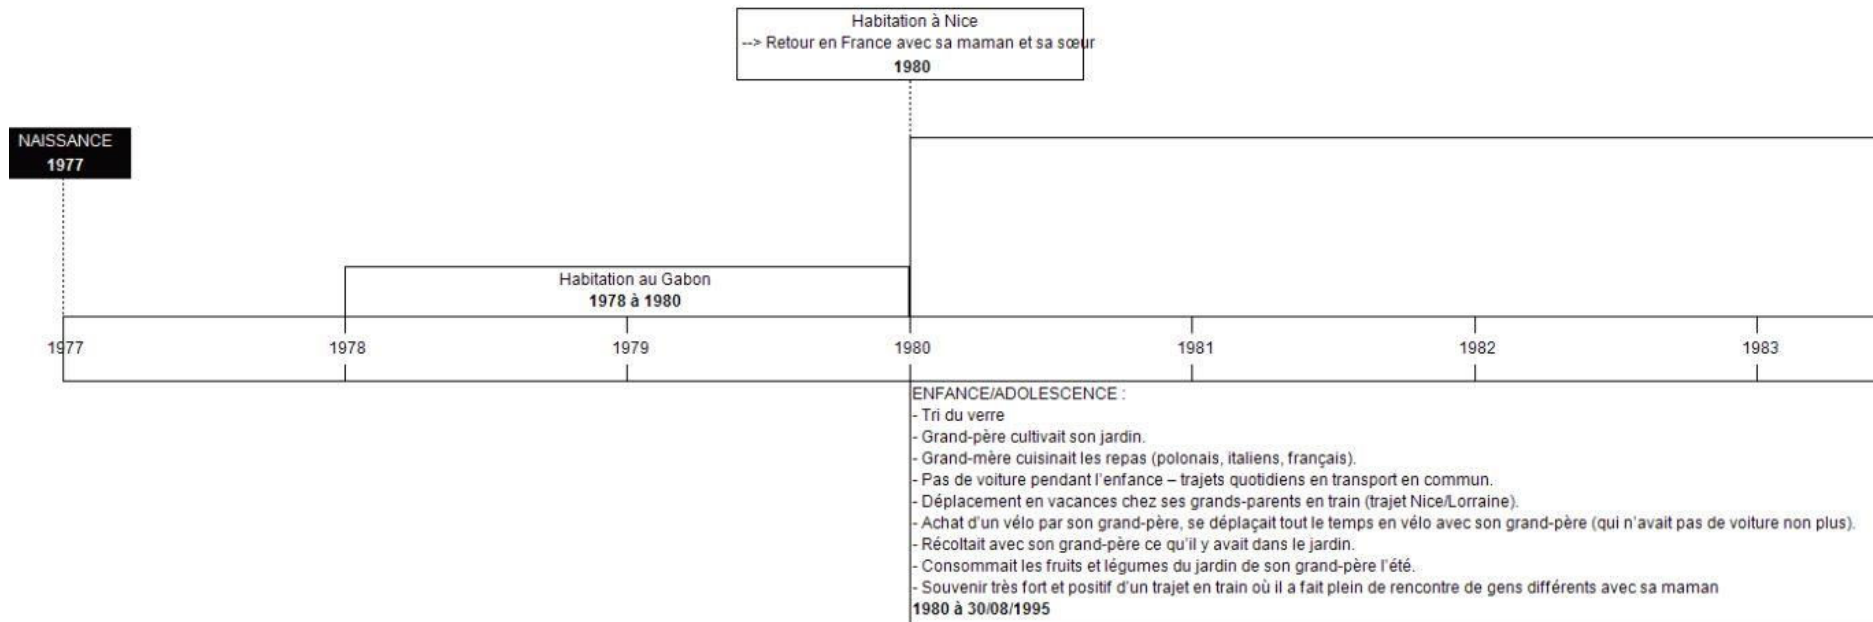 Habitation à Nice
--> Retour en France avec sa maman et sa sœur
1980
NAISSANCE
1977
Habitation au Gabon
1978 à 1980
1977
1978
1979
1980
1981
1982
1983
ENFANCE/ADOLESCENCE :
- Tri du verre
- Grand-père cultivait son jardin.
- Grand-mère cuisinait les repas (polonais, italiens, français).
- Pas de voiture pendant l'enfance – trajets quotidiens en transport en commun.
- Déplacement en vacances chez ses grands-parents en train (trajet Nice/Lorraine).
- Achat d'un vélo par son grand-père, se déplaçait tout le temps en vélo avec son grand-père (qui n'avait pas de voiture non plus).
- Récoltait avec son grand-père ce qu'il y avait dans le jardin.
- Consommait les fruits et légumes du jardin de son grand-père l'été.
- Souvenir très fort et positif d'un trajet en train où il a fait plein de rencontre de gens différents avec sa maman
1980 à 30/08/1995